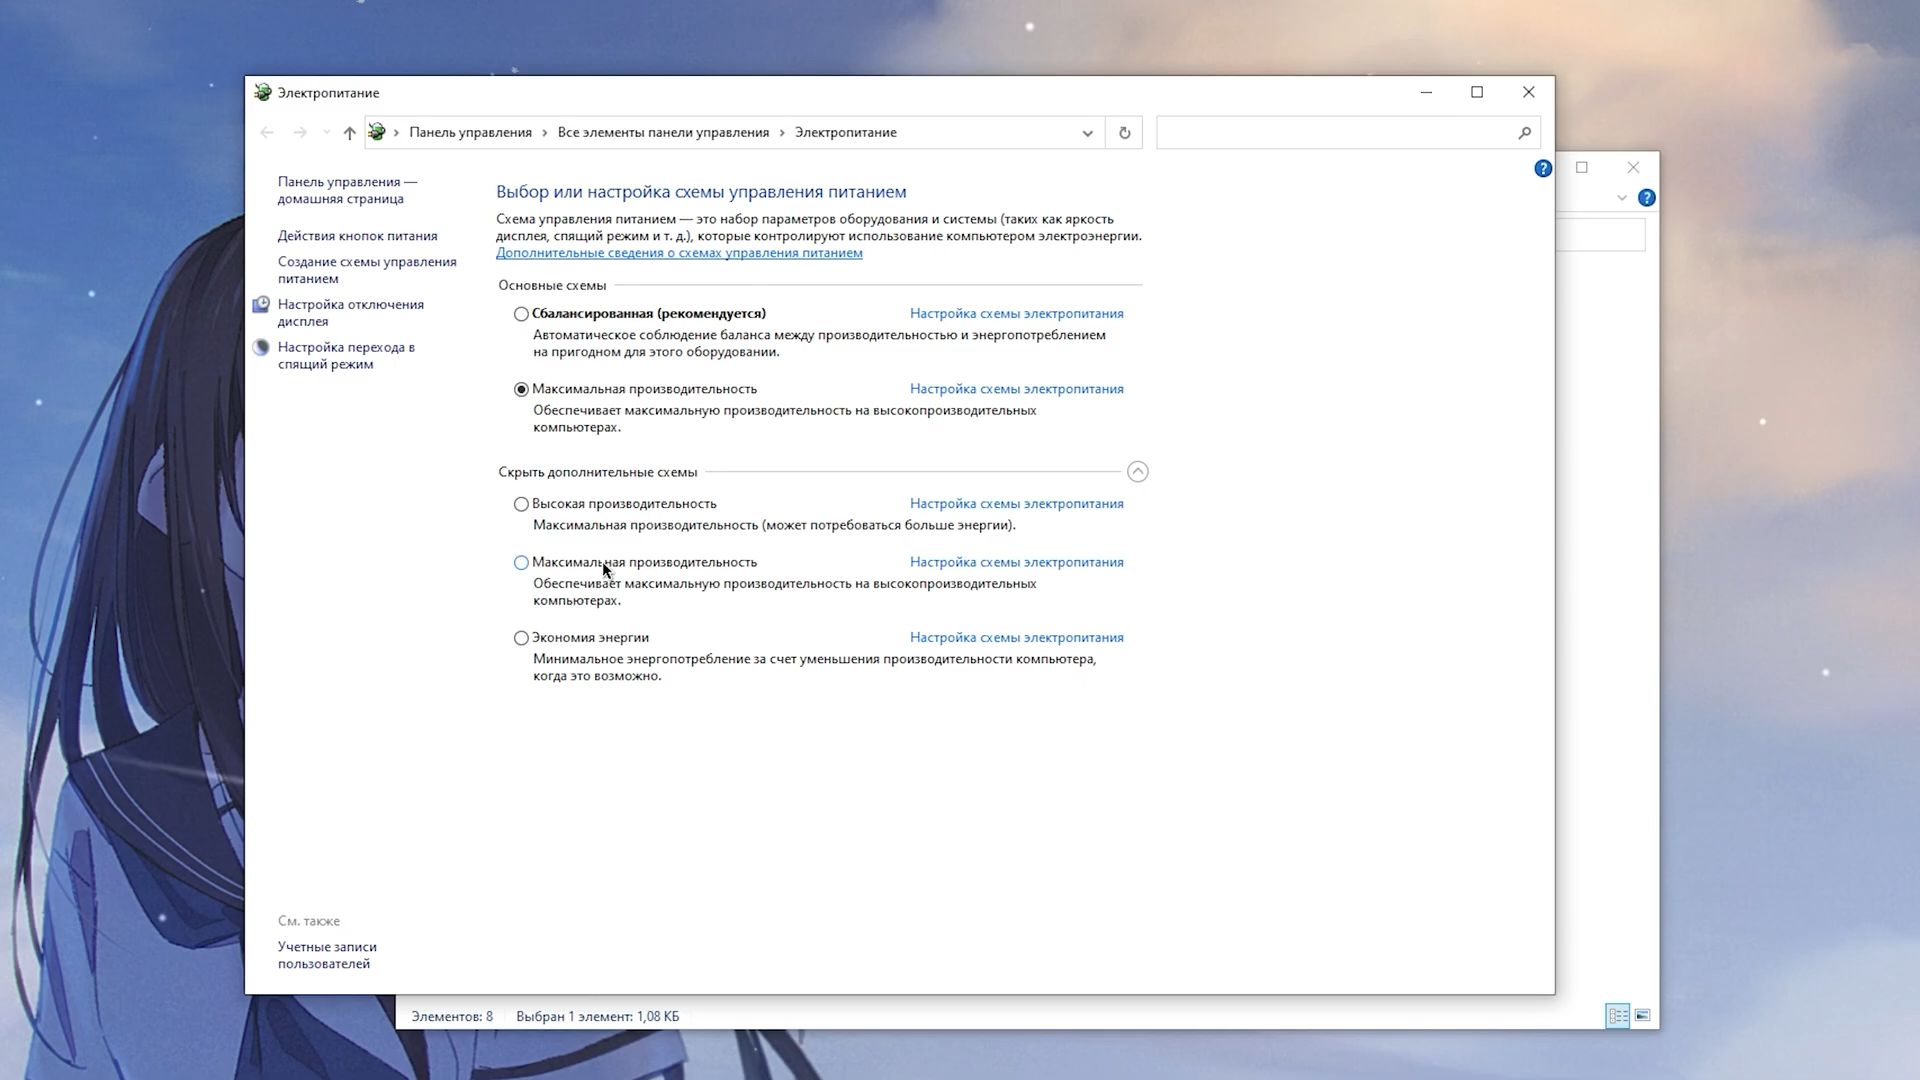 Электропитание
Панель управления › Все элементы панели управления › Электропитание
Панель управления —
домашняя страница
Действия кнопок питания
Создание схемы управления
питанием
Настройка отключения
дисплея
Настройка перехода в
спящий режим
Выбор или настройка схемы управления питанием
Схема управления питанием — это набор параметров оборудования и системы (таких как яркость
дисплея, спящий режим и т. д.), которые контролируют использование компьютером электроэнергии.
Дополнительные сведения о схемах управления питанием
Основные схемы
Сбалансированная (рекомендуется) Настройка схемы электропитания
Автоматическое соблюдение баланса между производительностью и энергопотреблением
на пригодном для этого оборудовании.
Максимальная производительность Настройка схемы электропитания
Обеспечивает максимальную производительность на высокопроизводительных
компьютерах.
Скрыть дополнительные схемы
Высокая производительность Настройка схемы электропитания
Максимальная производительность (может потребоваться больше энергии).
Максимальная производительность Настройка схемы электропитания
Обеспечивает максимальную производительность на высокопроизводительных
компьютерах.
Экономия энергии Настройка схемы электропитания
Минимальное энергопотребление за счет уменьшения производительности компьютера,
когда это возможно.
См. также
Учетные записи
пользователей
Элементов: 8 Выбран 1 элемент: 1,08 КБ